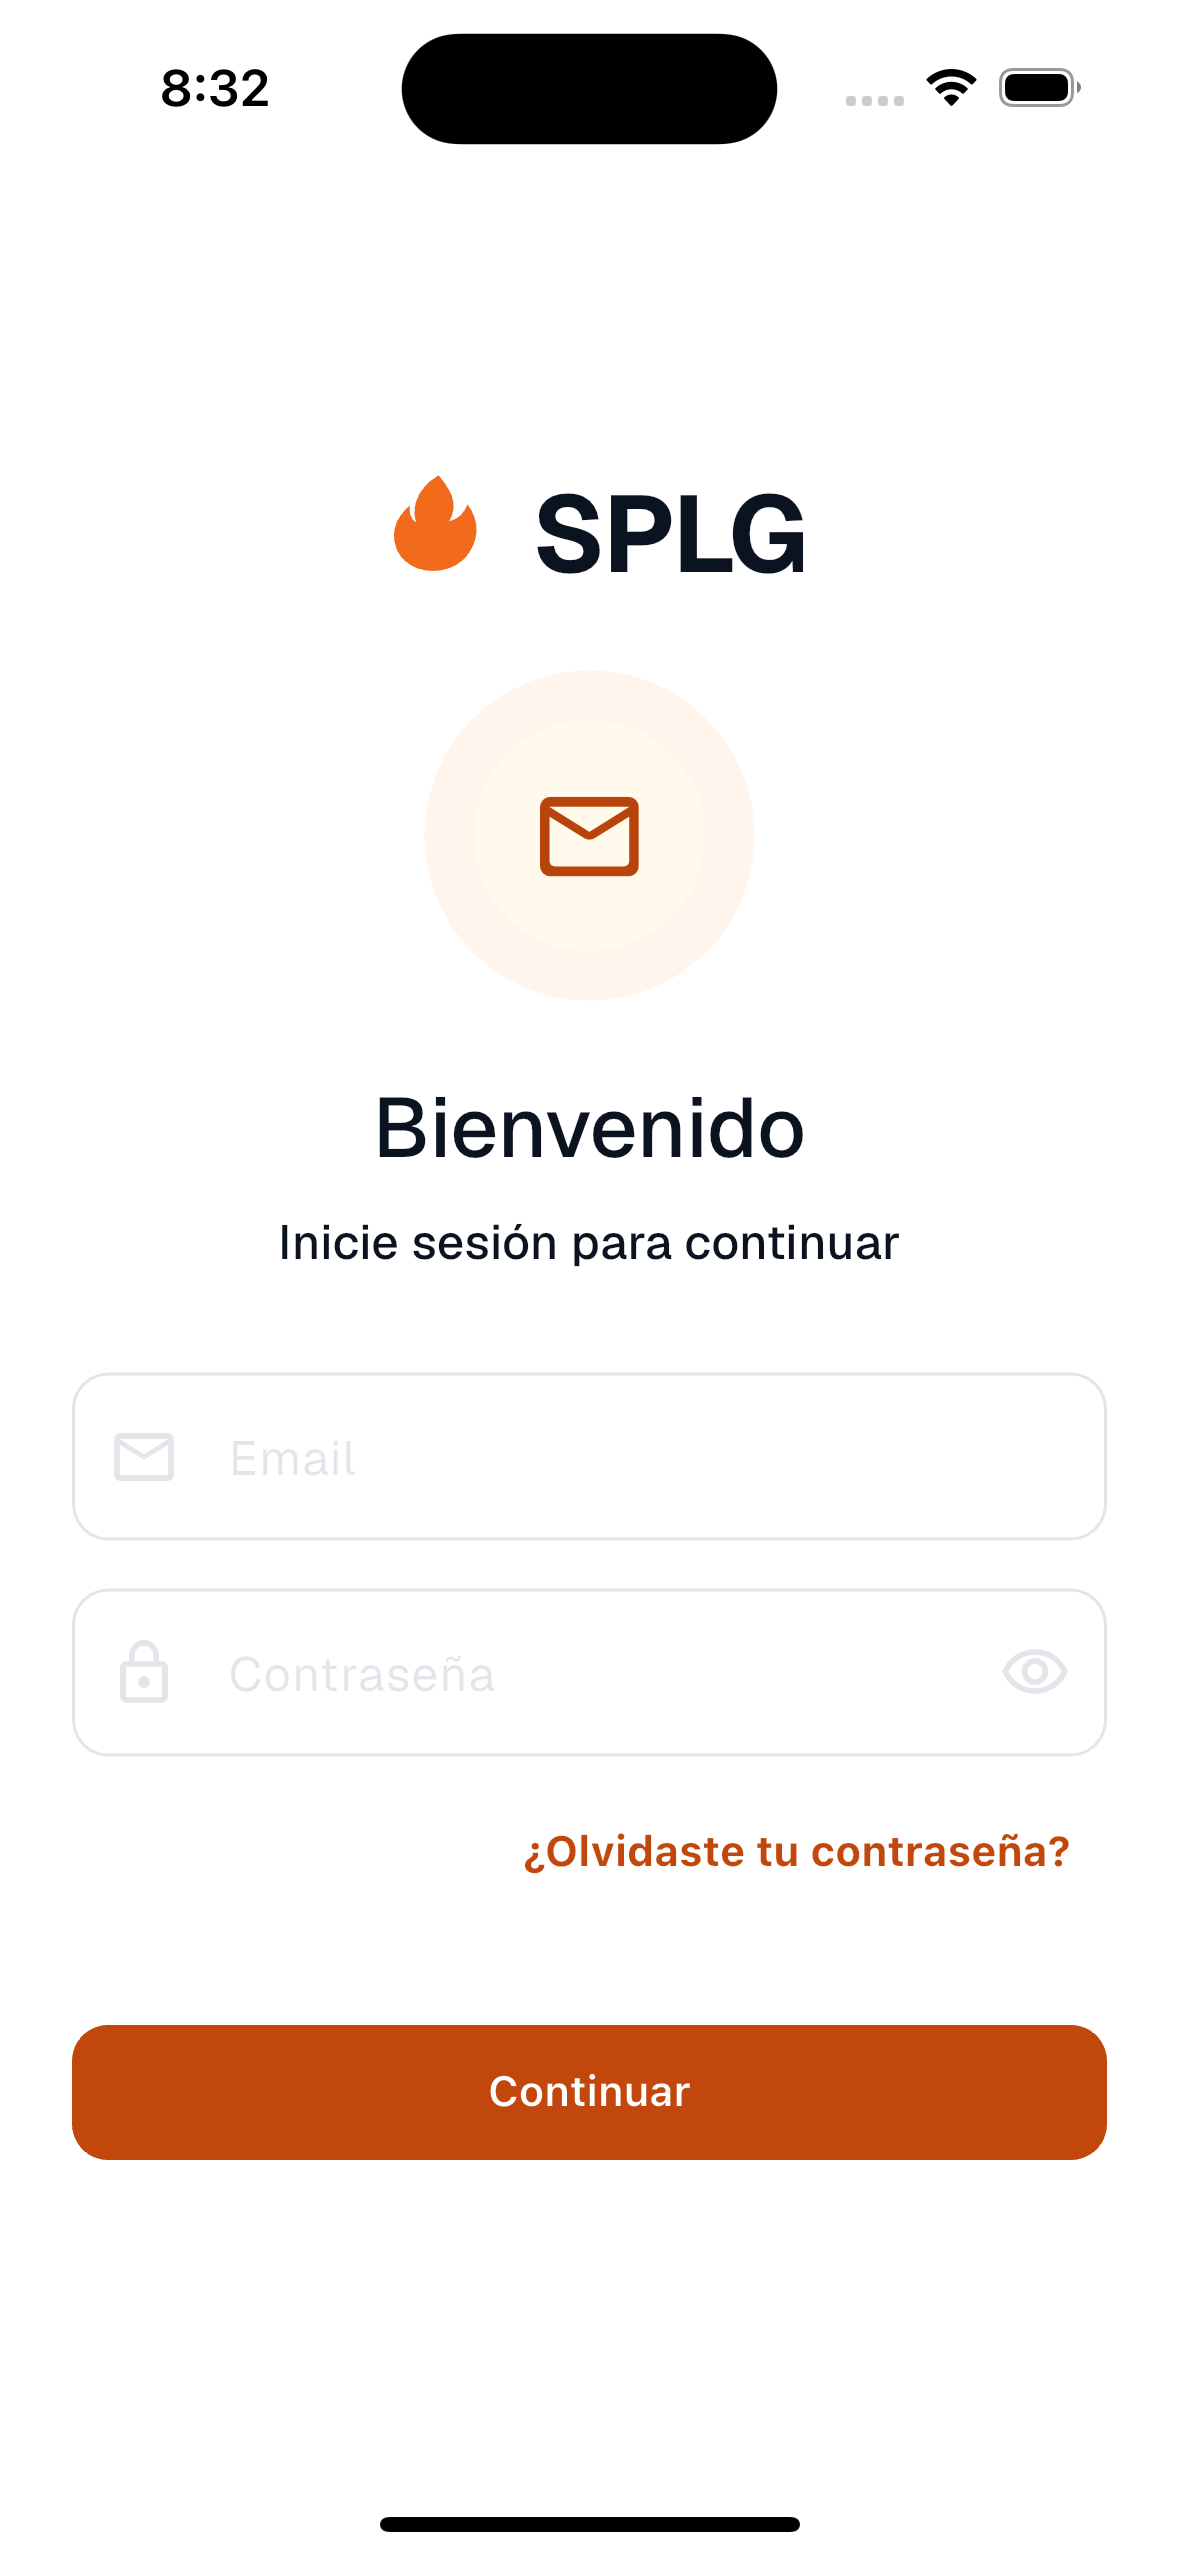 8:32
SPLG
Bienvenido
Inicie sesión para continuar
Email
Contraseña
¿Olvidaste tu contraseña?
Continuar